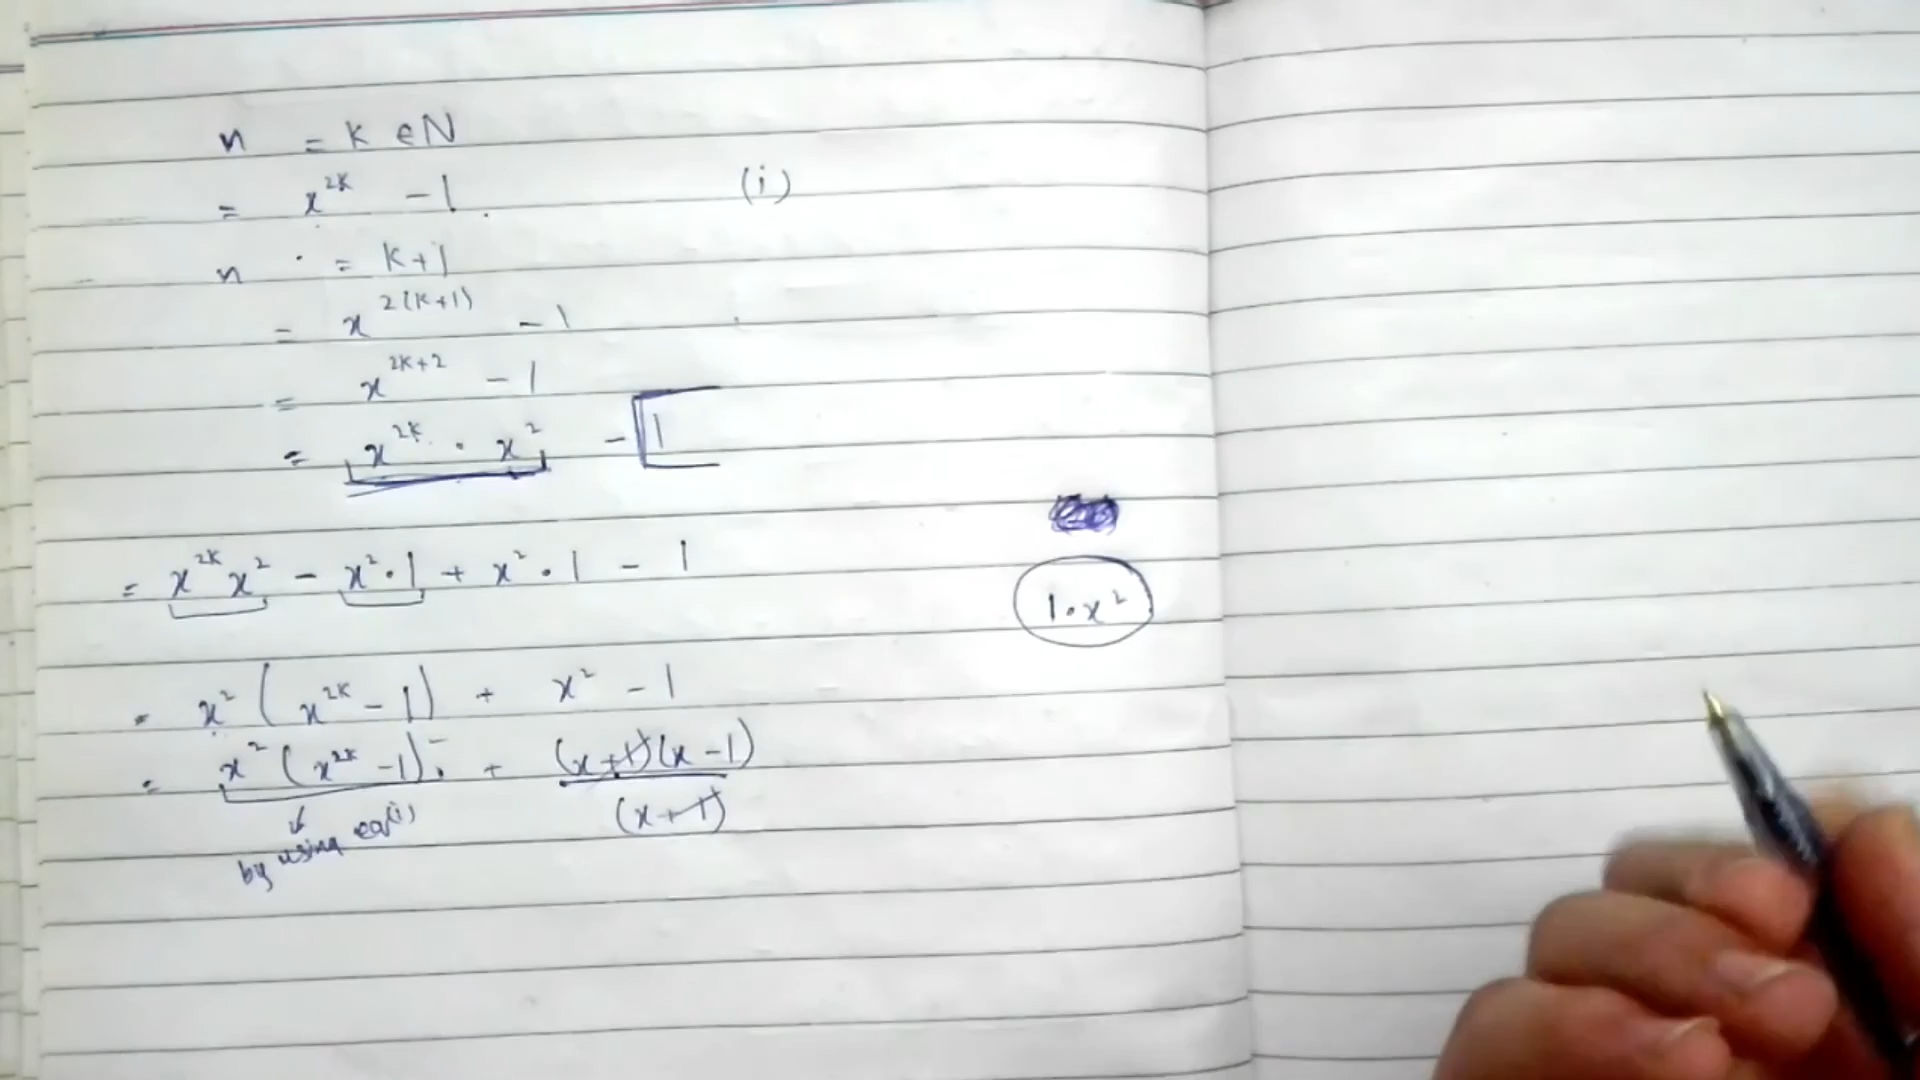 n = k ∈ N
= x^{2k} - 1 (i)
n = k+1
= x^{2(k+1)} - 1
= x^{2k+2} - 1
= x^{2k} · x^2 - 1
= x^{2k} x^2 - x^2·1 + x^2·1 - 1
1·x^2
= x^2 (x^{2k} - 1) + x^2 - 1
= x^2 (x^{2k} - 1) + (x+1)(x-1)
(x+1)
by using eq(i)